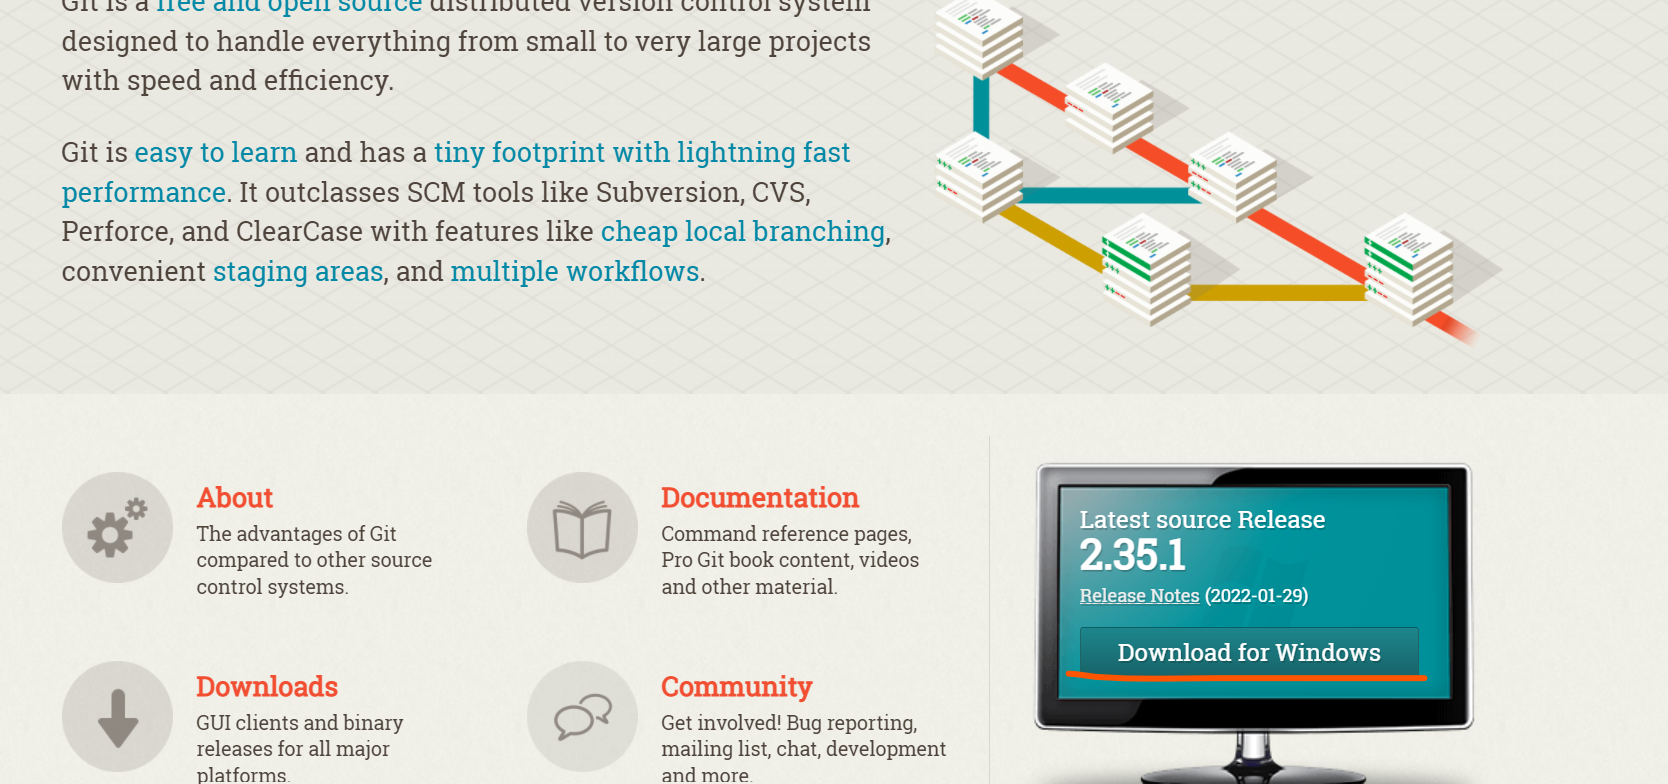 Git is a free and open source distributed version control system
designed to handle everything from small to very large projects
with speed and efficiency.
Git is easy to learn and has a tiny footprint with lightning fast
performance. It outclasses SCM tools like Subversion, CVS,
Perforce, and ClearCase with features like cheap local branching,
convenient staging areas, and multiple workflows.
About
The advantages of Git
compared to other source
control systems.
Documentation
Command reference pages,
Pro Git book content, videos
and other material.
Downloads
GUI clients and binary
releases for all major
platforms.
Community
Get involved! Bug reporting,
mailing list, chat, development
and more.
Latest source Release
2.35.1
Release Notes (2022-01-29)
Download for Windows